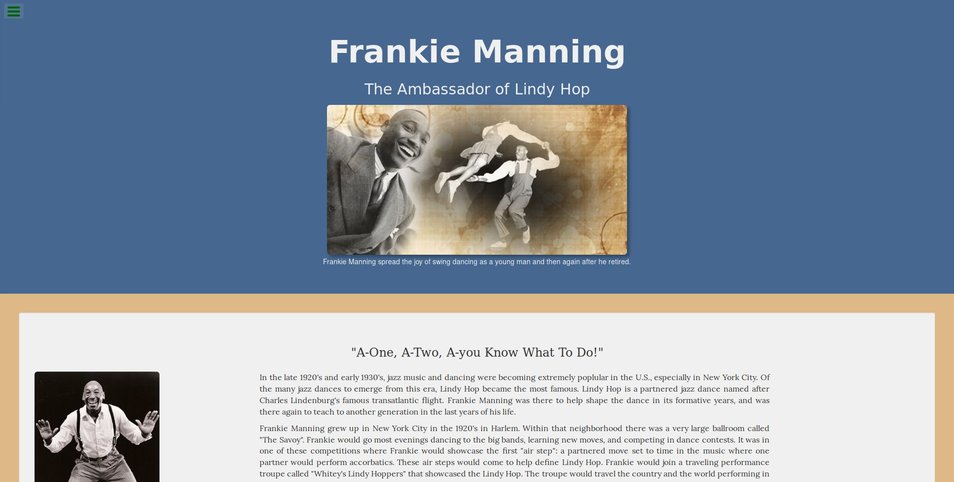 Frankie Manning
The Ambassador of Lindy Hop
Frankie Manning spread the joy of swing dancing as a young man and then again after he retired.
"A-One, A-Two, A-you Know What To Do!"
In the late 1920's and early 1930's, jazz music and dancing were becoming extremely poplular in the U.S., especially in New York City. Of
the many jazz dances to emerge from this era, Lindy Hop became the most famous. Lindy Hop is a partnered jazz dance named after
Charles Lindenburg's famous transatlantic flight. Frankie Manning was there to help shape the dance in its formative years, and was
there again to teach to another generation in the last years of his life.
Frankie Manning grew up in New York City in the 1920's in Harlem. Within that neighborhood there was a very large ballroom called
"The Savoy". Frankie would go most evenings dancing to the big bands, learning new moves, and competing in dance contests. It was in
one of these competitions where Frankie would showcase the first "air step": a partnered move set to time in the music where one
partner would perform accorbatics. These air steps would come to help define Lindy Hop. Frankie would join a traveling performance
troupe called "Whitey's Lindy Hoppers" that showcased the Lindy Hop. The troupe would travel the country and the world performing in